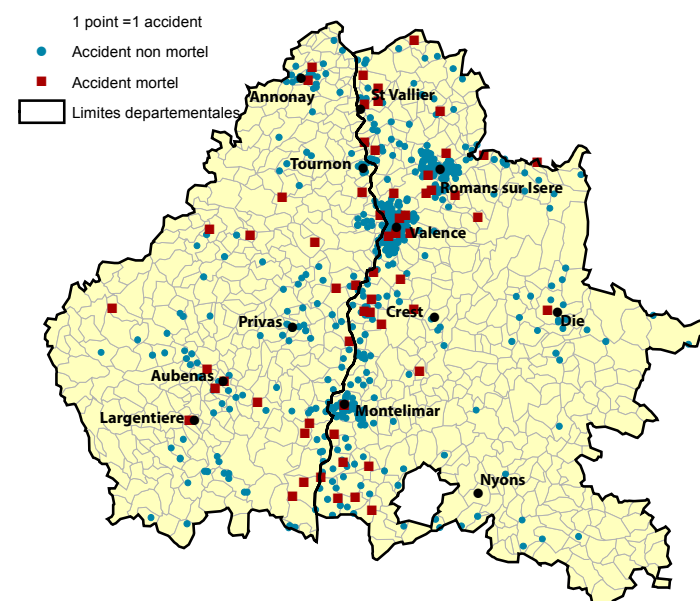 1 point =1 accident
Accident non mortel
Accident mortel
Limites departementales
Annonay
St Vallier
Tournon
Romans sur Isere
Valence
Privas
Crest
Die
Aubenas
Largentiere
Montelimar
Nyons